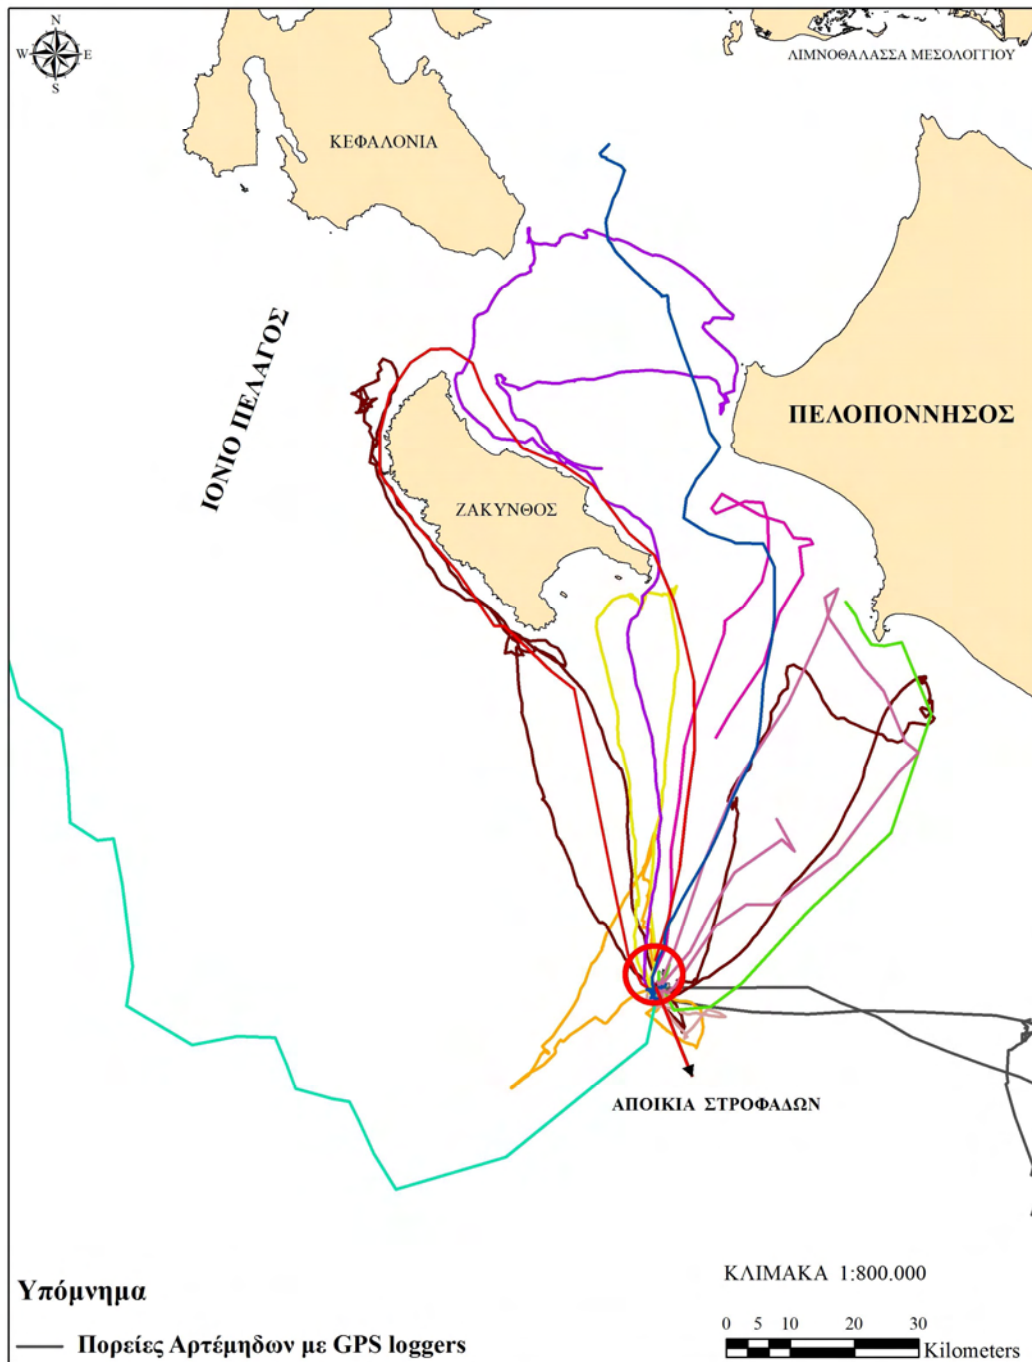 N
W E
S
ΛΙΜΝΟΘΑΛΑΣΣΑ ΜΕΣΟΛΟΓΓΙΟΥ
ΚΕΦΑΛΟΝΙΑ
ΙΟΝΙΟ ΠΕΛΑΓΟΣ
ΠΕΛΟΠΟΝΝΗΣΟΣ
ΖΑΚΥΝΘΟΣ
ΑΠΟΙΚΙΑ ΣΤΡΟΦΑΔΩΝ
ΚΛΙΜΑΚΑ 1:800.000
Υπόμνημα
0 5 10 20 30
Πορείες Αρτέμηδων με GPS loggers
Kilometers